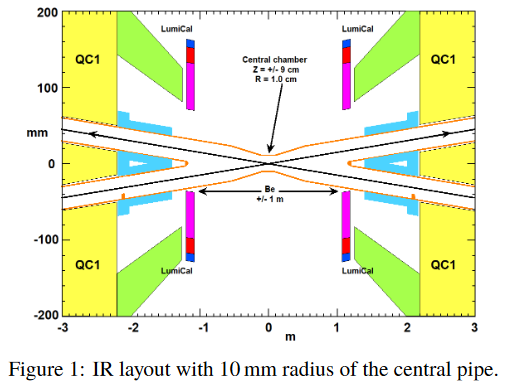 200
LumiCal
LumiCal
QC1
QC1
Central chamber
Z = +/- 9 cm
R = 1.0 cm
100
mm
0
Be
+/- 1 m
-100
QC1
QC1
LumiCal
LumiCal
-200
-3
-2
-1
0
1
2
3
m
Figure 1: IR layout with 10 mm radius of the central pipe.